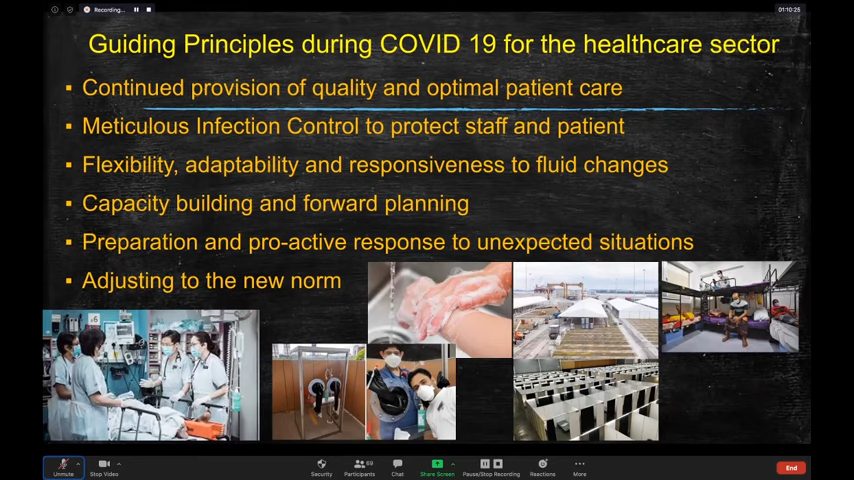 Recording...
01:10:25
Guiding Principles during COVID 19 for the healthcare sector
▪ Continued provision of quality and optimal patient care
▪ Meticulous Infection Control to protect staff and patient
▪ Flexibility, adaptability and responsiveness to fluid changes
▪ Capacity building and forward planning
▪ Preparation and pro-active response to unexpected situations
▪ Adjusting to the new norm
Unmute
Stop Video
Security
Participants 69
Chat
Share Screen
Pause/Stop Recording
Reactions
More
End